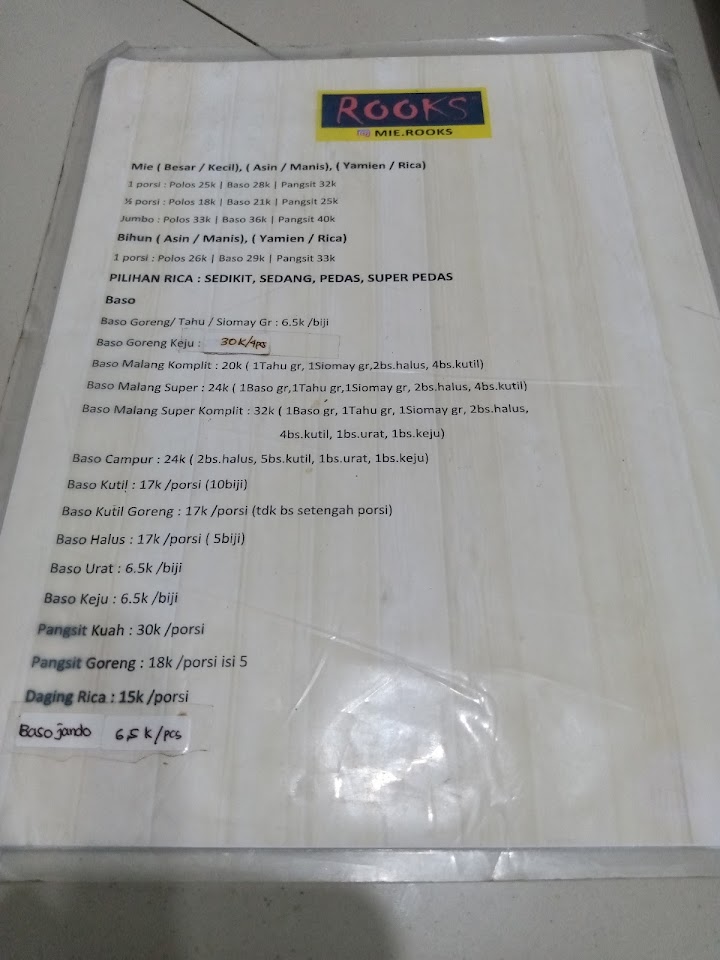 ROOKS
MIE.ROOKS
Mie ( Besar / Kecil), ( Asin / Manis), ( Yamien / Rica)
1 porsi : Polos 25k | Baso 28k | Pangsit 32k
½ porsi : Polos 18k | Baso 21k | Pangsit 25k
Jumbo : Polos 33k | Baso 36k | Pangsit 40k
Bihun ( Asin / Manis), ( Yamien / Rica)
1 porsi : Polos 26k | Baso 29k | Pangsit 33k
PILIHAN RICA : SEDIKIT, SEDANG, PEDAS, SUPER PEDAS
Baso
Baso Goreng/ Tahu / Siomay Gr : 6.5k /biji
Baso Goreng Keju : 30K/4pcs
Baso Malang Komplit : 20k ( 1Tahu gr, 1Siomay gr,2bs.halus, 4bs.kutil)
Baso Malang Super : 24k ( 1Baso gr,1Tahu gr,1Siomay gr, 2bs.halus, 4bs.kutil)
Baso Malang Super Komplit : 32k ( 1Baso gr, 1Tahu gr, 1Siomay gr, 2bs.halus,
4bs.kutil, 1bs.urat, 1bs.keju)
Baso Campur : 24k ( 2bs.halus, 5bs.kutil, 1bs.urat, 1bs.keju)
Baso Kutil : 17k /porsi (10biji)
Baso Kutil Goreng : 17k /porsi (tdk bs setengah porsi)
Baso Halus : 17k /porsi ( 5biji)
Baso Urat : 6.5k /biji
Baso Keju : 6.5k /biji
Pangsit Kuah : 30k /porsi
Pangsit Goreng : 18k /porsi isi 5
Daging Rica : 15k /porsi
Baso jando 6,5 k/pcs